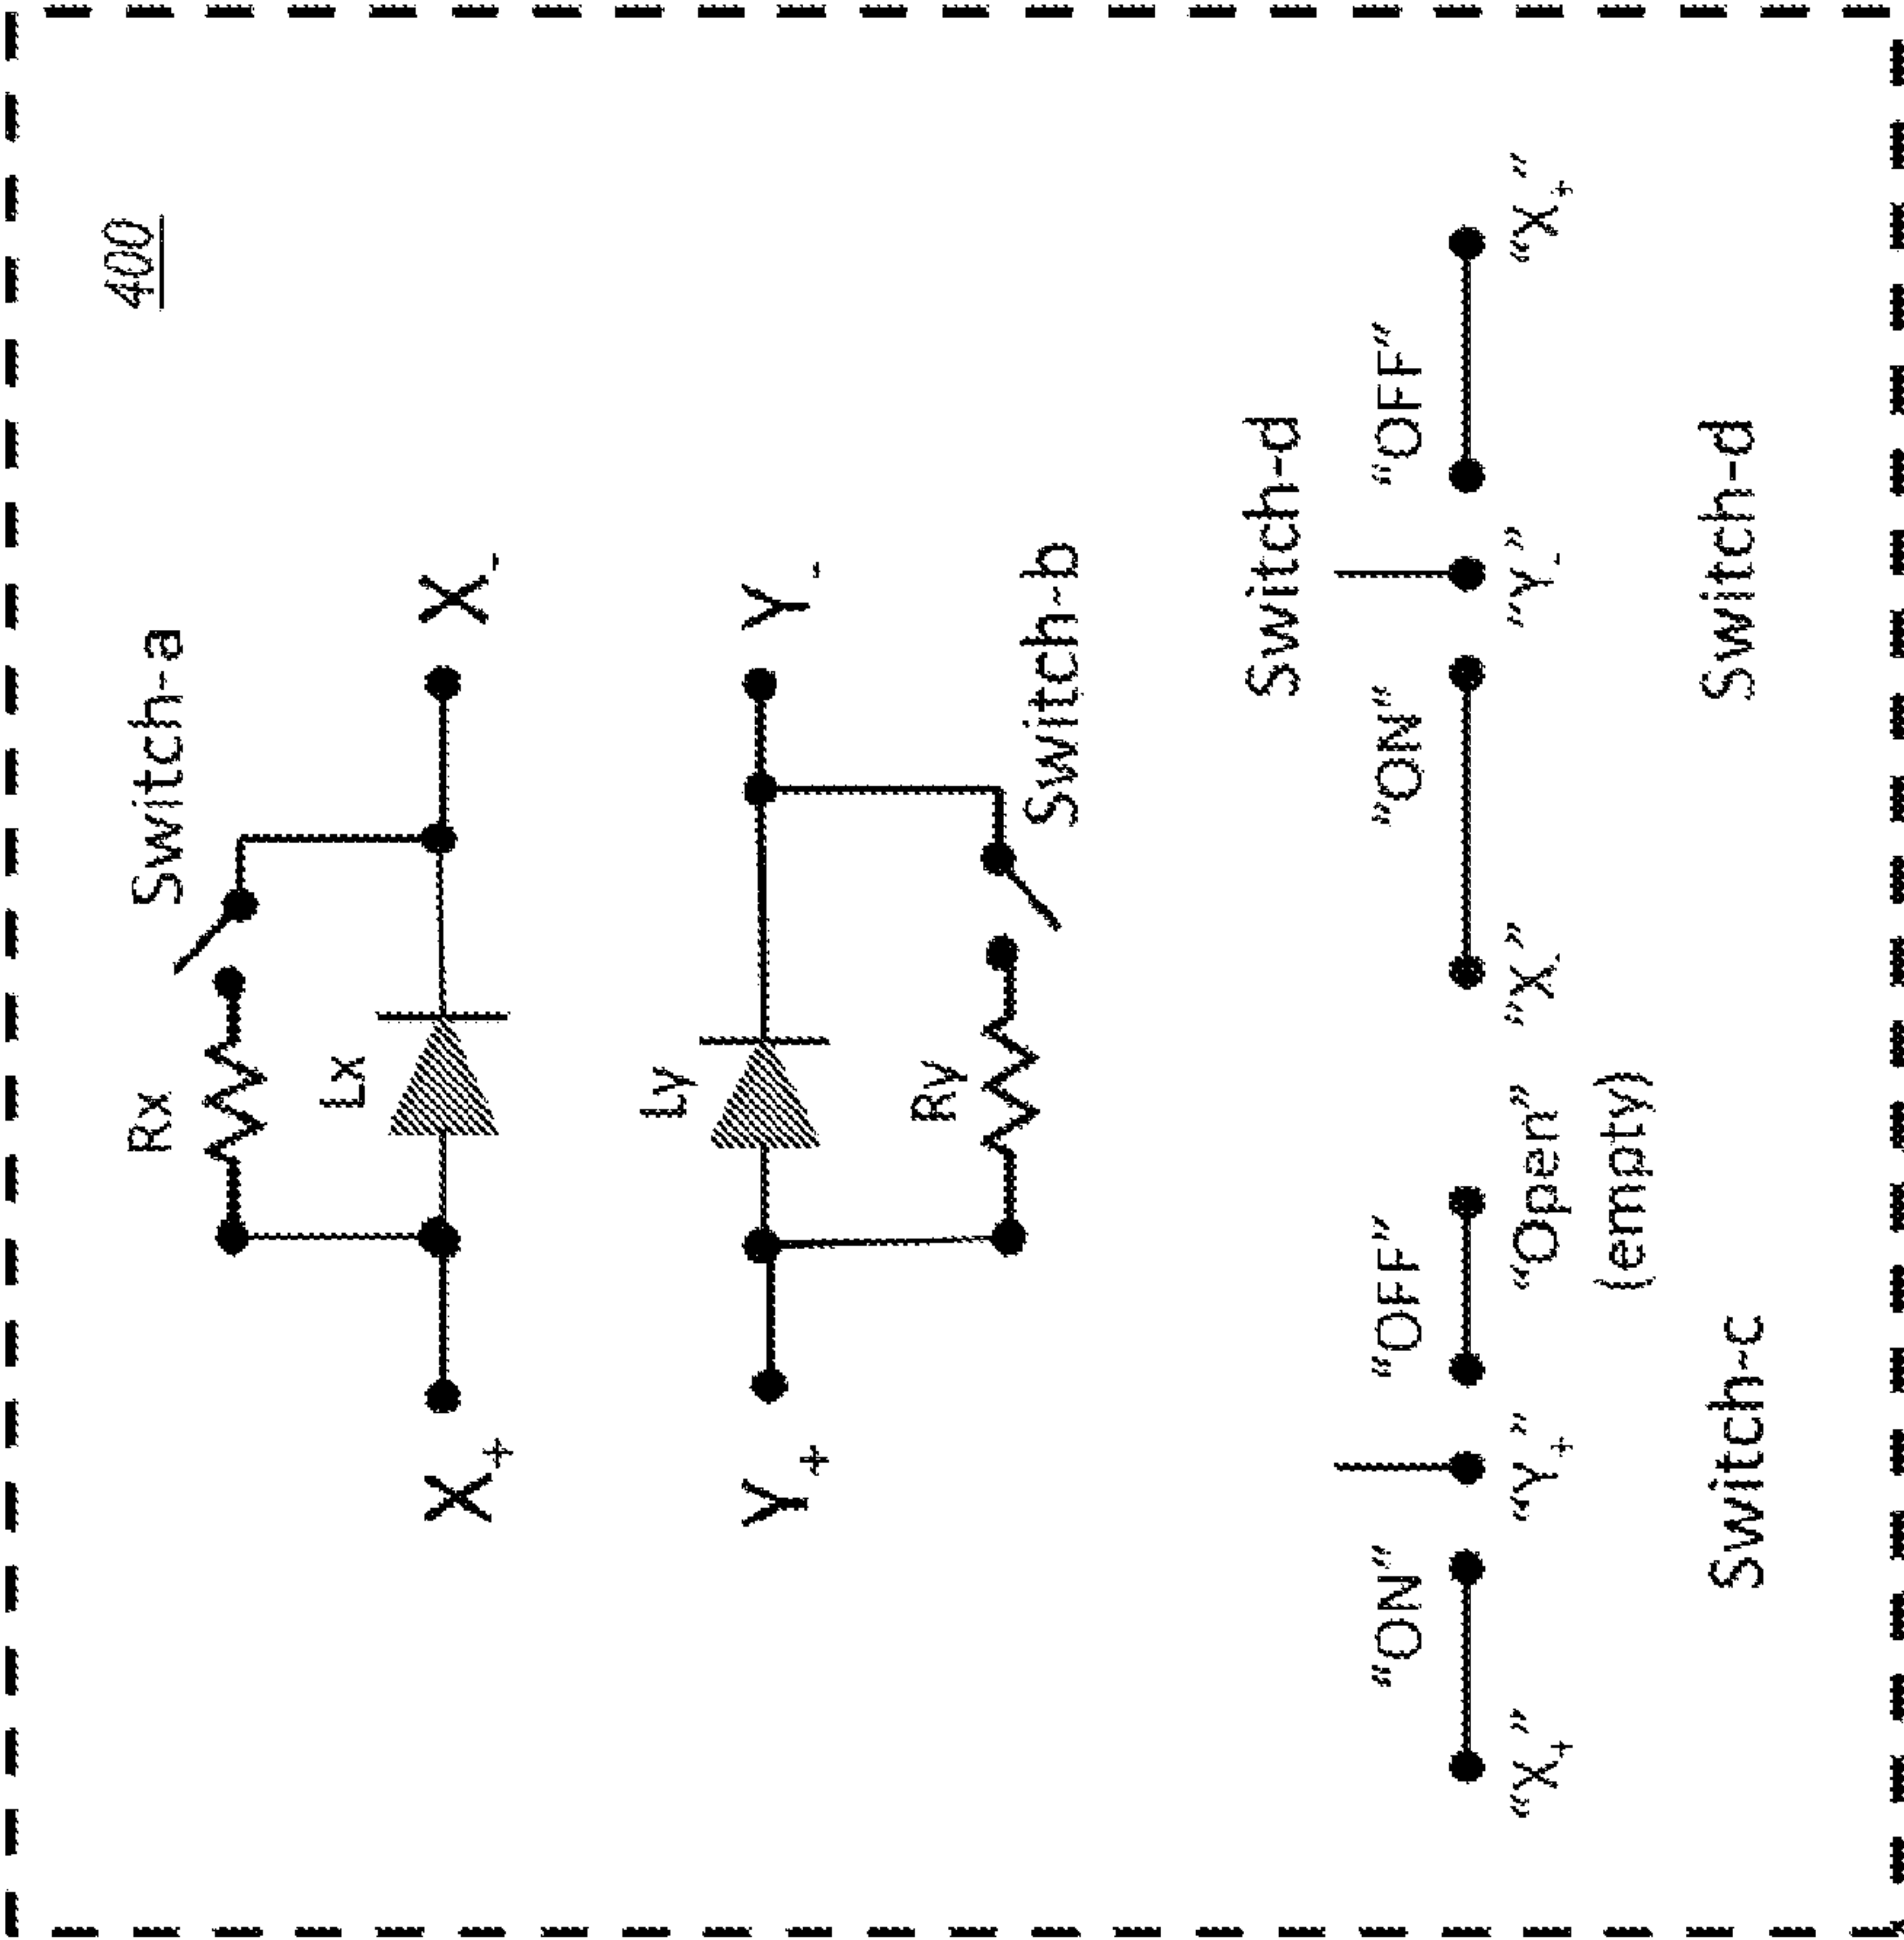 400
Switch-a
Rx
Lx
X+ X-
Ly
Y+ Y-
Ry
Switch-b
Switch-d
“ON” “OFF” “ON” “OFF”
“X+” “Y+” “Open” “X-” “Y-” “X+”
(empty)
Switch-c Switch-d